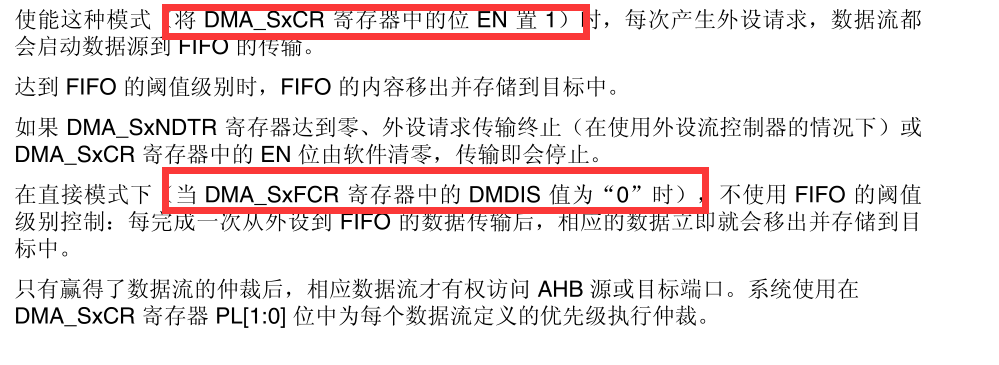 使能这种模式（将 DMA_SxCR 寄存器中的位 EN 置 1）时，每次产生外设请求，数据流都
会启动数据源到 FIFO 的传输。
达到 FIFO 的阈值级别时，FIFO 的内容移出并存储到目标中。
如果 DMA_SxNDTR 寄存器达到零、外设请求传输终止（在使用外设流控制器的情况下）或
DMA_SxCR 寄存器中的 EN 位由软件清零，传输即会停止。
在直接模式下（当 DMA_SxFCR 寄存器中的 DMDIS 值为“0”时），不使用 FIFO 的阈值
级别控制：每完成一次从外设到 FIFO 的数据传输后，相应的数据立即就会移出并存储到目
标中。
只有赢得了数据流的仲裁后，相应数据流才有权访问 AHB 源或目标端口。系统使用在
DMA_SxCR 寄存器 PL[1:0] 位中为每个数据流定义的优先级执行仲裁。